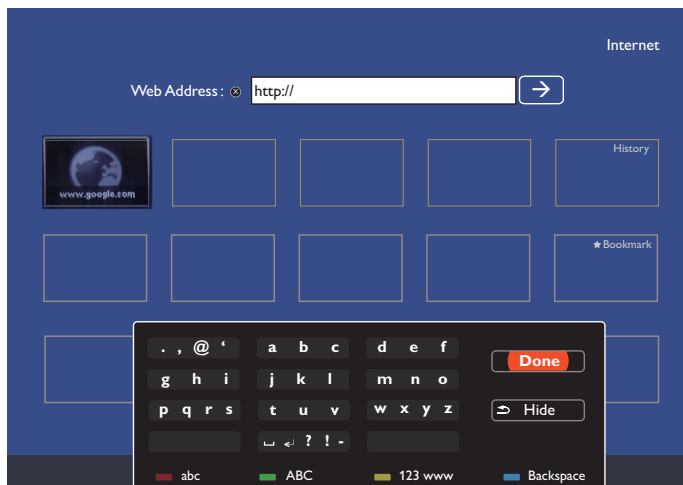 Internet
Web Address : ⊗ http:// →
www.google.com
History
★ Bookmark
. , @ ‘ a b c d e f
Done
g h i j k l m n o
p q r s t u v w x y z
Hide
␣ ↵ ? ! -
abc ABC 123 www Backspace